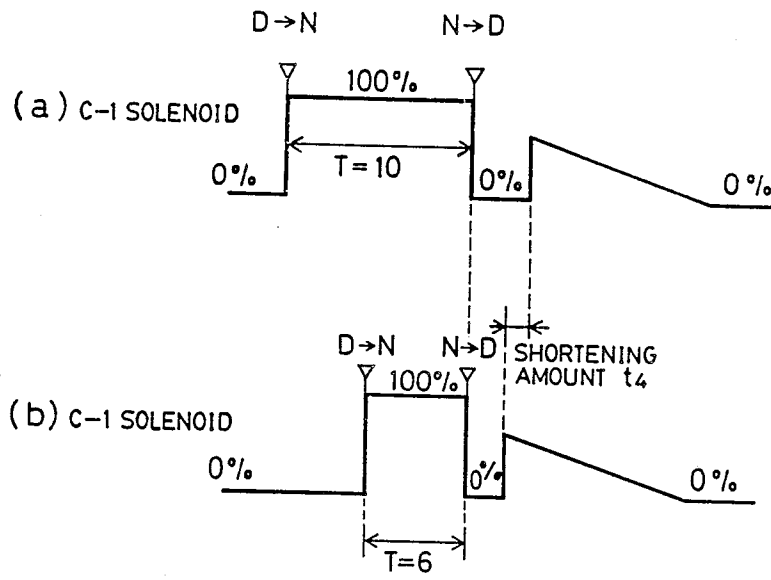 D→N N→D
100%
(a) C-1 SOLENOID
T=10
0% 0% 0%
D→N N→D SHORTENING
AMOUNT t4
100%
(b) C-1 SOLENOID
0% 0% 0%
T=6